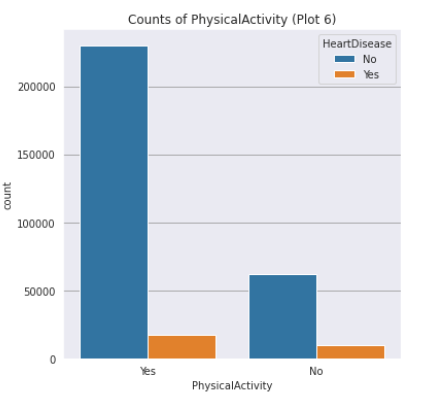 Counts of PhysicalActivity (Plot 6)
HeartDisease
No
Yes
200000
150000
100000
50000
0
count
Yes
No
PhysicalActivity